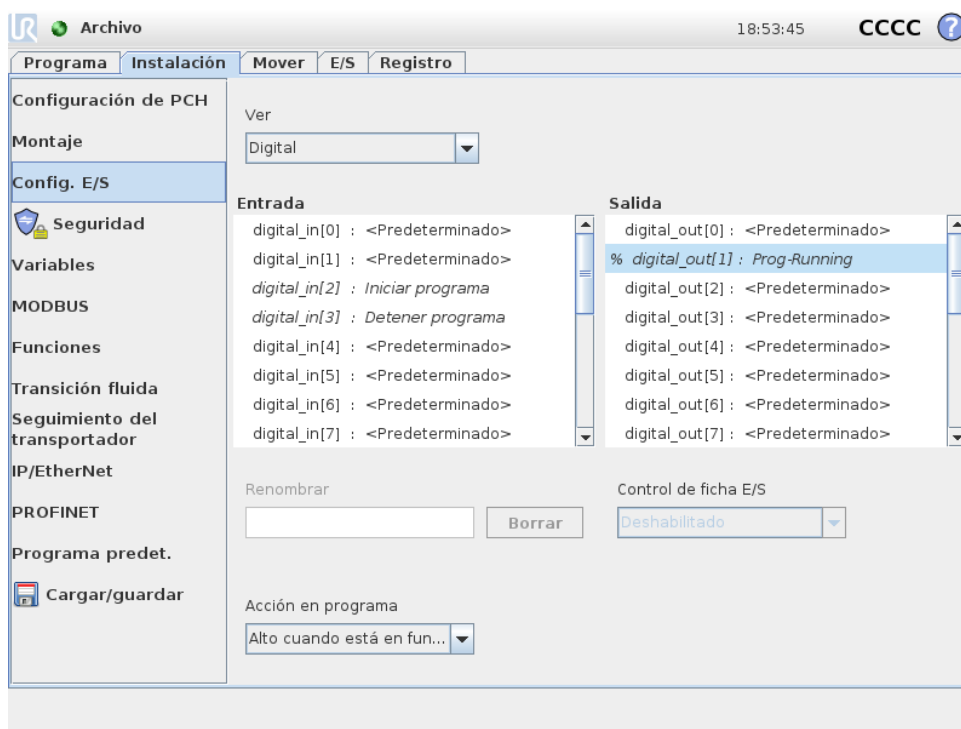 UR Archivo 18:53:45 CCCC ?
Programa Instalación Mover E/S Registro
Configuración de PCH
Montaje
Config. E/S
Seguridad
Variables
MODBUS
Funciones
Transición fluida
Seguimiento del
transportador
IP/EtherNet
PROFINET
Programa predet.
Cargar/guardar
Ver
Digital
Entrada
digital_in[0] : <Predeterminado>
digital_in[1] : <Predeterminado>
digital_in[2] : Iniciar programa
digital_in[3] : Detener programa
digital_in[4] : <Predeterminado>
digital_in[5] : <Predeterminado>
digital_in[6] : <Predeterminado>
digital_in[7] : <Predeterminado>
Salida
digital_out[0] : <Predeterminado>
% digital_out[1] : Prog-Running
digital_out[2] : <Predeterminado>
digital_out[3] : <Predeterminado>
digital_out[4] : <Predeterminado>
digital_out[5] : <Predeterminado>
digital_out[6] : <Predeterminado>
digital_out[7] : <Predeterminado>
Renombrar
Borrar
Control de ficha E/S
Deshabilitado
Acción en programa
Alto cuando está en fun...